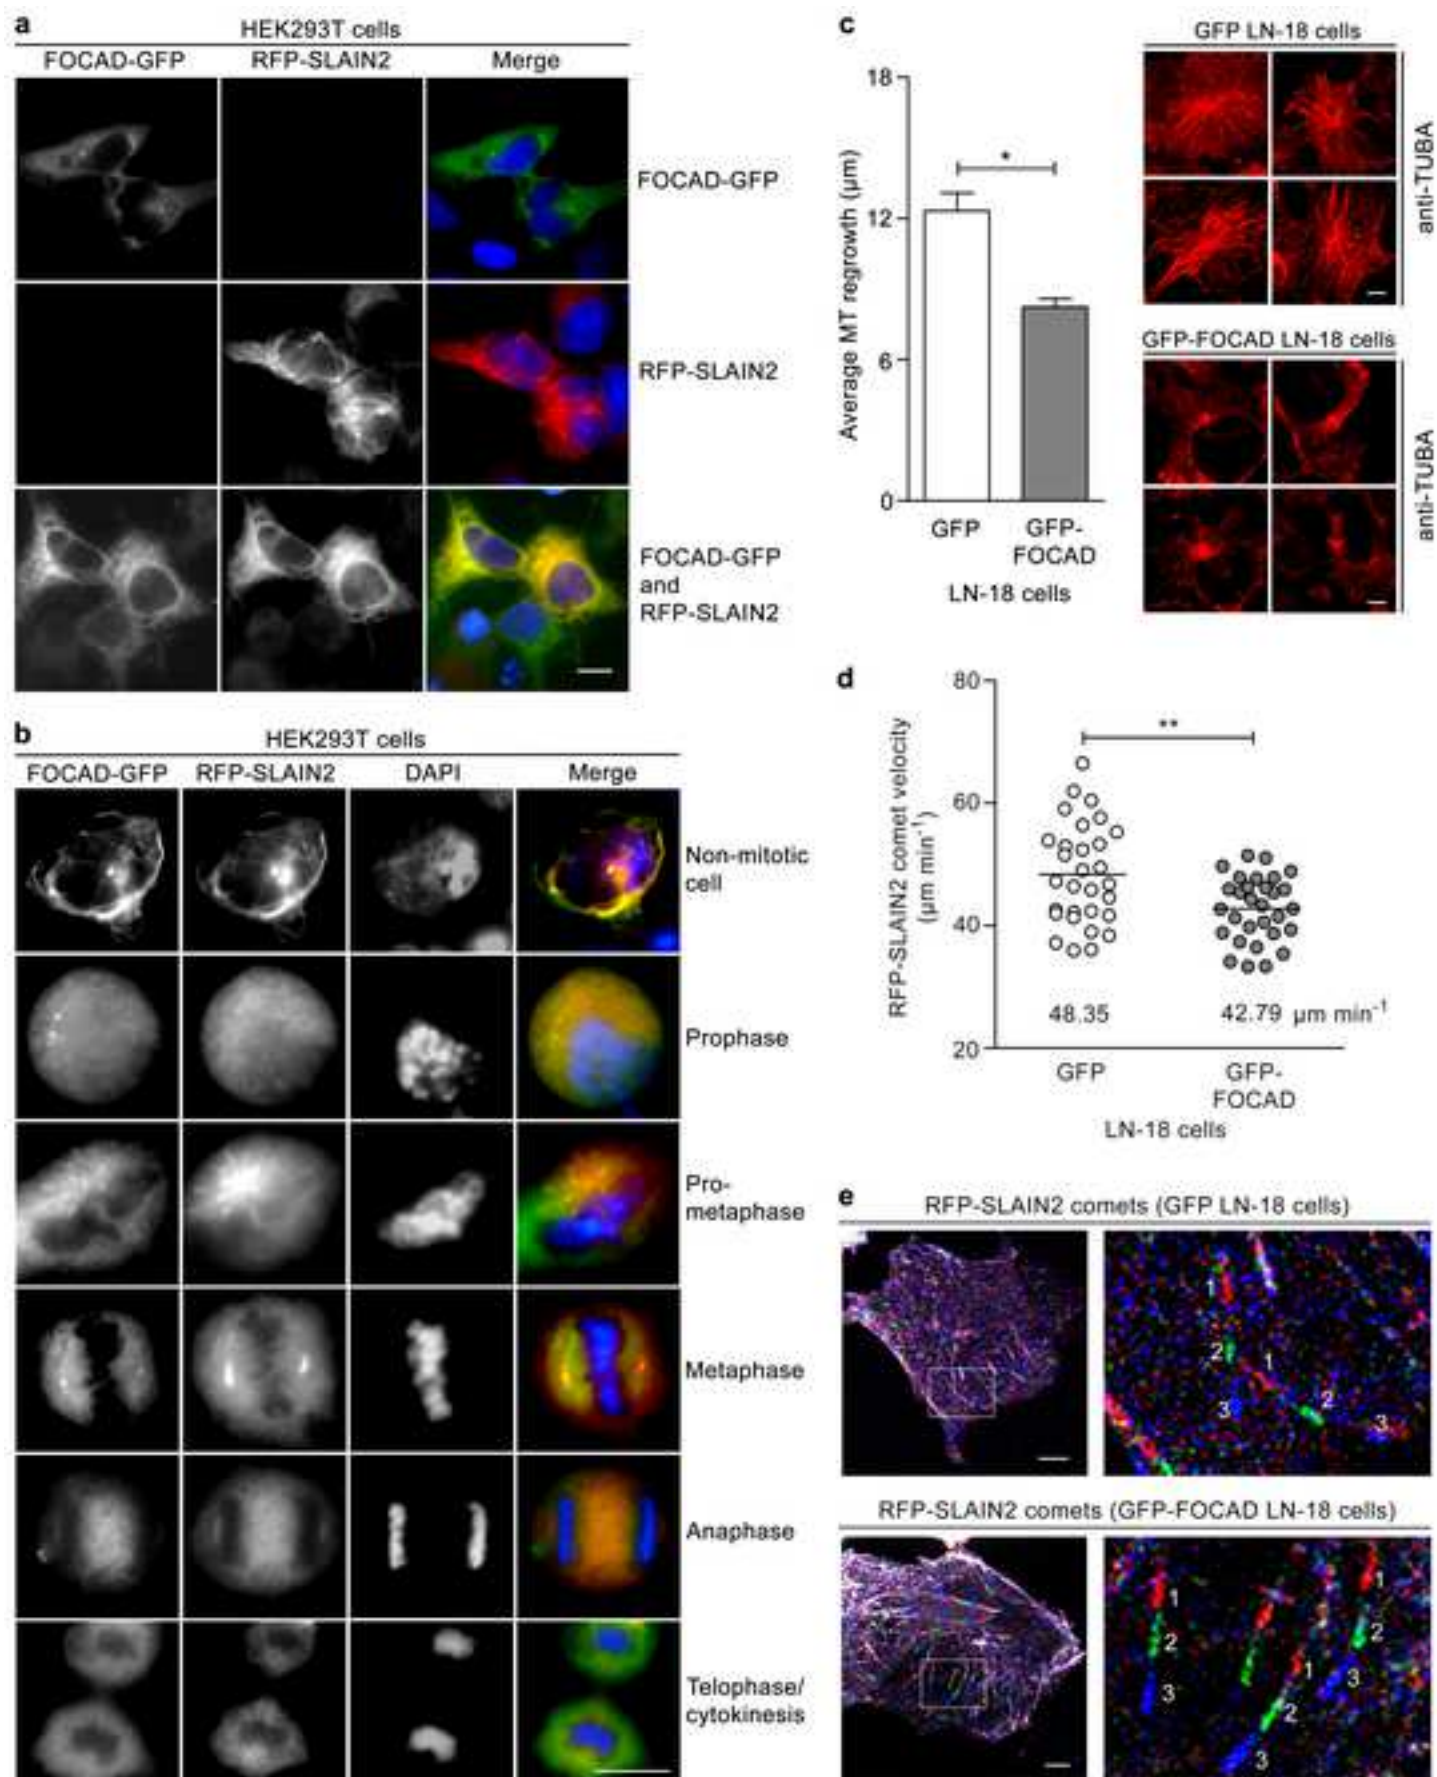 a
HEK293T cells
FOCAD-GFP RFP-SLAIN2 Merge
FOCAD-GFP
RFP-SLAIN2
FOCAD-GFP
and
RFP-SLAIN2
b
HEK293T cells
FOCAD-GFP RFP-SLAIN2 DAPI Merge
Non-mitotic
cell
Prophase
Pro-
metaphase
Metaphase
Anaphase
Telophase/
cytokinesis
c
Average MT regrowth (μm)
18
12
6
0
*
GFP GFP-
FOCAD
LN-18 cells
GFP LN-18 cells
anti-TUBA
GFP-FOCAD LN-18 cells
anti-TUBA
d
RFP-SLAIN2 comet velocity
(μm min⁻¹)
80
60
40
20
**
48.35 42.79 μm min⁻¹
GFP GFP-
FOCAD
LN-18 cells
e
RFP-SLAIN2 comets (GFP LN-18 cells)
1
2 1
2
3 3
RFP-SLAIN2 comets (GFP-FOCAD LN-18 cells)
1 1
2 2
1
3 3
2
3